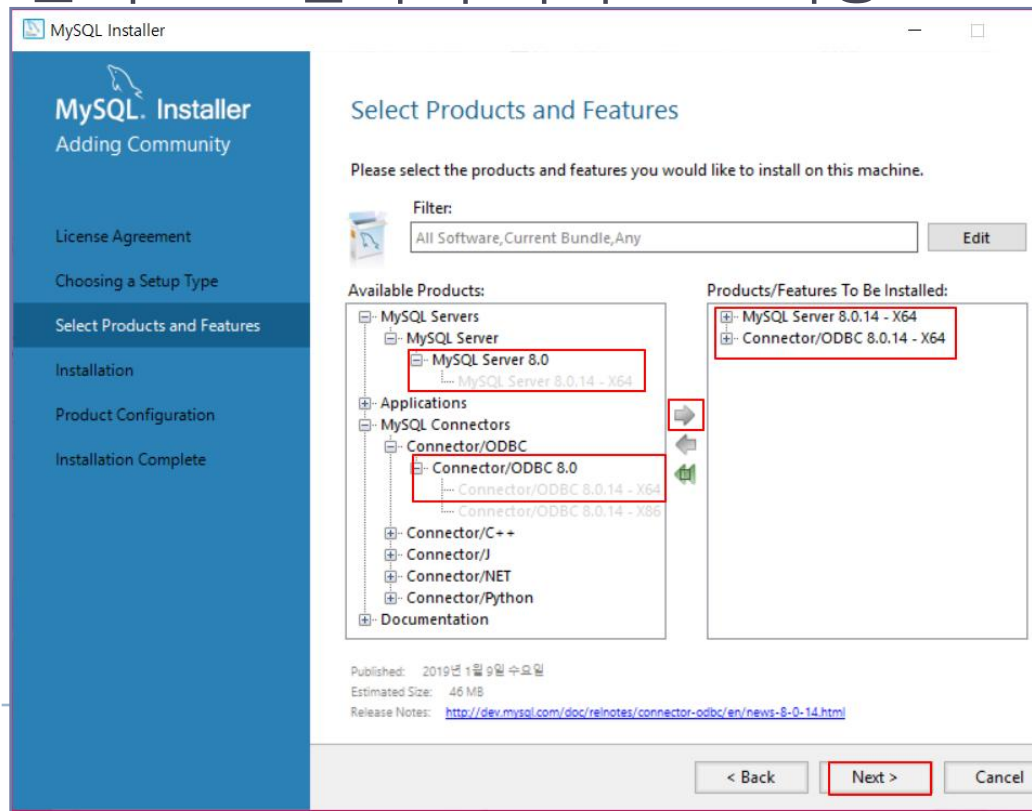 MySQL Installer
MySQL. Installer
Adding Community
License Agreement
Choosing a Setup Type
Select Products and Features
Installation
Product Configuration
Installation Complete
Select Products and Features
Please select the products and features you would like to install on this machine.
Filter:
All Software,Current Bundle,Any
Edit
Available Products:
MySQL Servers
MySQL Server
MySQL Server 8.0
MySQL Server 8.0.14 - X64
Applications
MySQL Connectors
Connector/ODBC
Connector/ODBC 8.0
Connector/ODBC 8.0.14 - X64
Connector/ODBC 8.0.14 - X86
Connector/C++
Connector/J
Connector/NET
Connector/Python
Documentation
Products/Features To Be Installed:
MySQL Server 8.0.14 - X64
Connector/ODBC 8.0.14 - X64
Published: 2019년 1월 9일 수요일
Estimated Size: 46 MB
Release Notes: http://dev.mysql.com/doc/relnotes/connector-odbc/en/news-8-0-14.html
< Back
Next >
Cancel